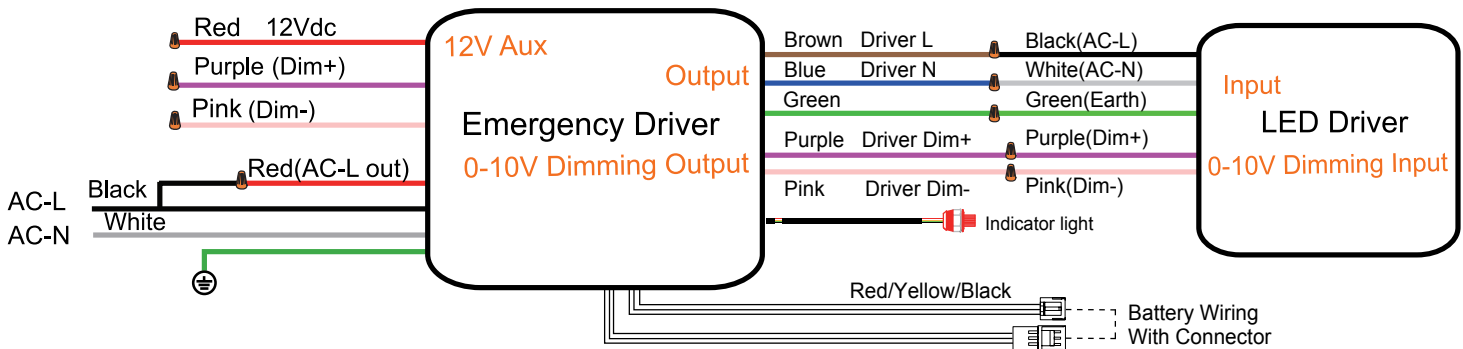 Red 12Vdc
Purple (Dim+)
Pink (Dim-)
Red(AC-L out)
Black
AC-L
White
AC-N
12V Aux
Output
Emergency Driver
0-10V Dimming Output
Brown Driver L
Blue Driver N
Green
Purple Driver Dim+
Pink Driver Dim-
Indicator light
Black(AC-L)
White(AC-N)
Green(Earth)
Purple(Dim+)
Pink(Dim-)
Input
LED Driver
0-10V Dimming Input
Red/Yellow/Black
Battery Wiring
With Connector